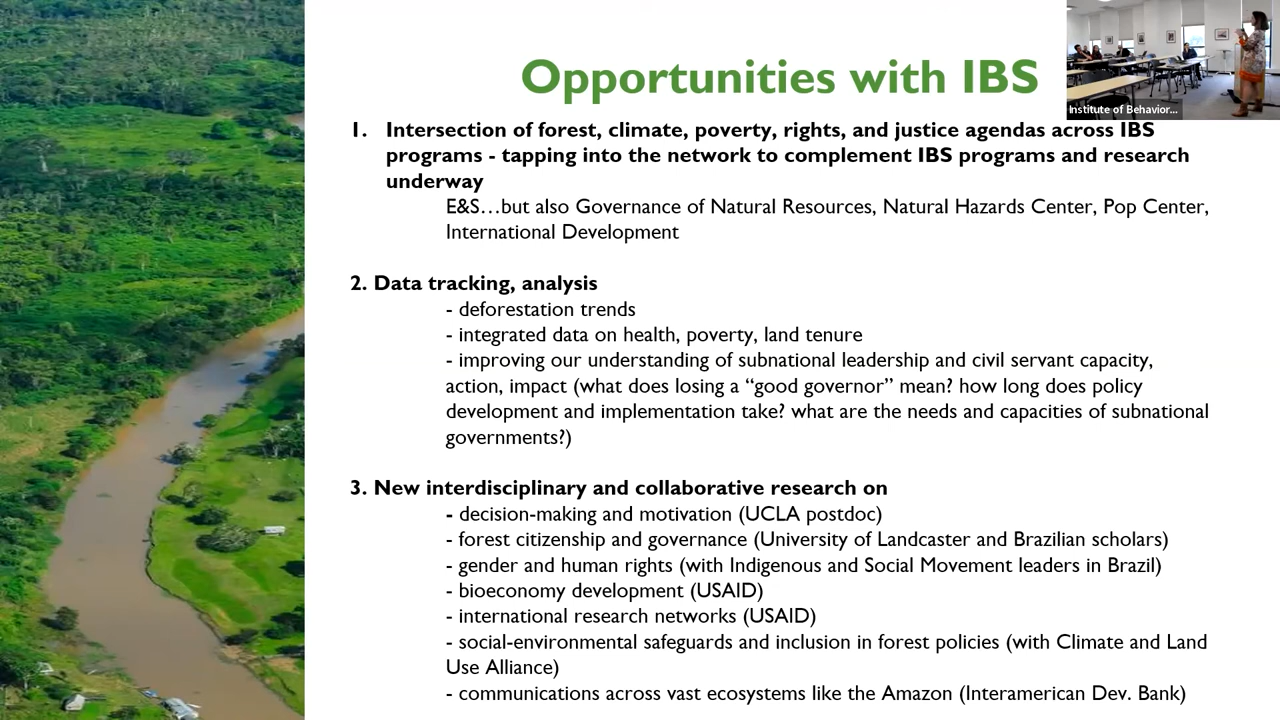 Opportunities with IBS
Institute of Behavior...
1. Intersection of forest, climate, poverty, rights, and justice agendas across IBS
programs - tapping into the network to complement IBS programs and research
underway
E&S…but also Governance of Natural Resources, Natural Hazards Center, Pop Center,
International Development
2. Data tracking, analysis
- deforestation trends
- integrated data on health, poverty, land tenure
- improving our understanding of subnational leadership and civil servant capacity,
action, impact (what does losing a “good governor” mean? how long does policy
development and implementation take? what are the needs and capacities of subnational
governments?)
3. New interdisciplinary and collaborative research on
- decision-making and motivation (UCLA postdoc)
- forest citizenship and governance (University of Landcaster and Brazilian scholars)
- gender and human rights (with Indigenous and Social Movement leaders in Brazil)
- bioeconomy development (USAID)
- international research networks (USAID)
- social-environmental safeguards and inclusion in forest policies (with Climate and Land
Use Alliance)
- communications across vast ecosystems like the Amazon (Interamerican Dev. Bank)